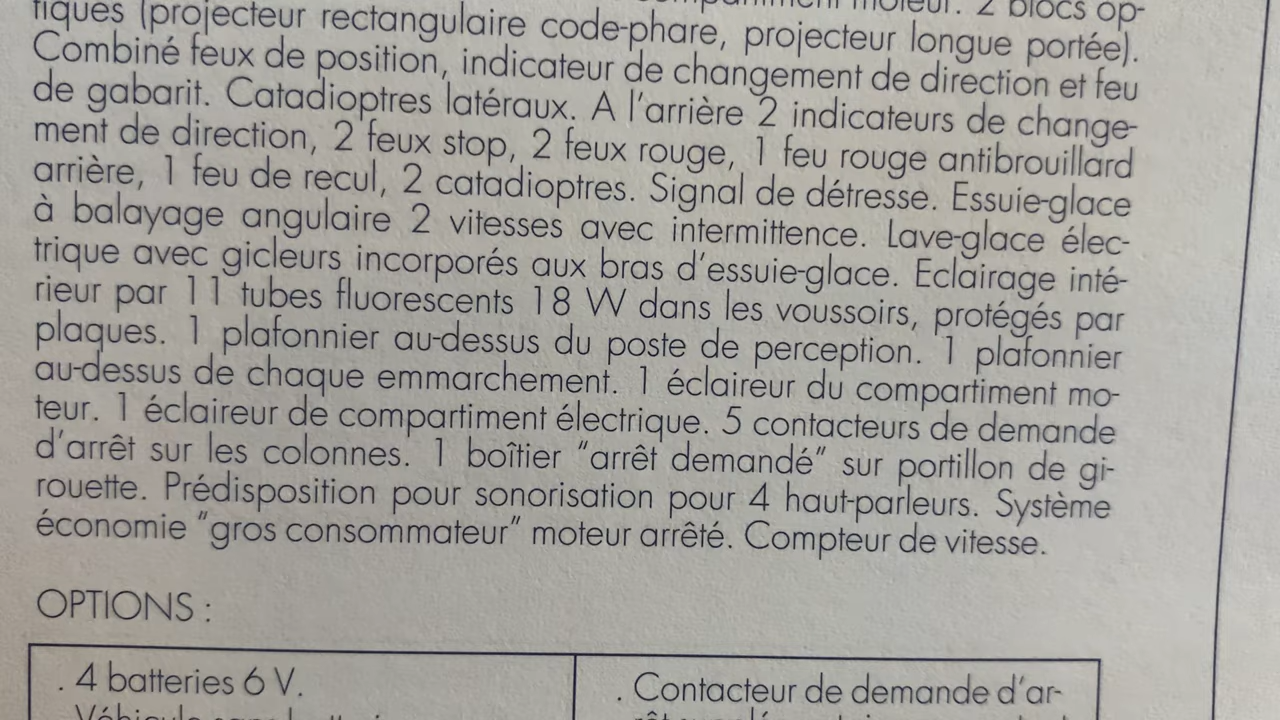 moteur. 2 blocs op-
tiques (projecteur rectangulaire code-phare, projecteur longue portée).
Combiné feux de position, indicateur de changement de direction et feu
de gabarit. Catadioptres latéraux. A l'arrière 2 indicateurs de change-
ment de direction, 2 feux stop, 2 feux rouge, 1 feu rouge antibrouillard
arrière, 1 feu de recul, 2 catadioptres. Signal de détresse. Essuie-glace
à balayage angulaire 2 vitesses avec intermittence. Lave-glace élec-
trique avec gicleurs incorporés aux bras d'essuie-glace. Eclairage inté-
rieur par 11 tubes fluorescents 18 W dans les voussoirs, protégés par
plaques. 1 plafonnier au-dessus du poste de perception. 1 plafonnier
au-dessus de chaque emmarchement. 1 éclaireur du compartiment mo-
teur. 1 éclaireur de compartiment électrique. 5 contacteurs de demande
d'arrêt sur les colonnes. 1 boîtier "arrêt demandé" sur portillon de gi-
rouette. Prédisposition pour sonorisation pour 4 haut-parleurs. Système
économie "gros consommateur" moteur arrêté. Compteur de vitesse.
OPTIONS :
. 4 batteries 6 V.
Véhicule sans
. Contacteur de demande d'ar-